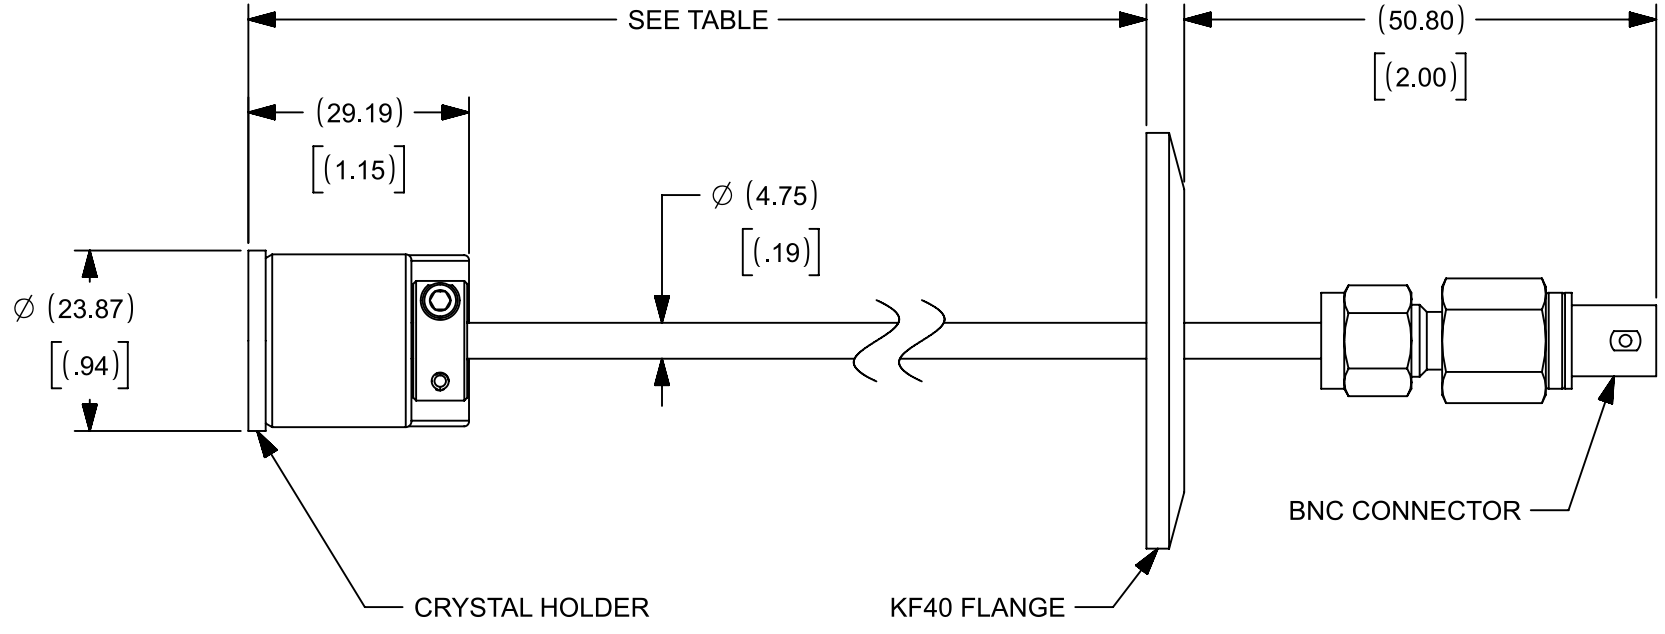 SEE TABLE
(50.80)
[(2.00)]
(29.19)
[(1.15)]
∅ (4.75)
[(.19)]
∅ (23.87)
[(.94)]
BNC CONNECTOR
CRYSTAL HOLDER
KF40 FLANGE